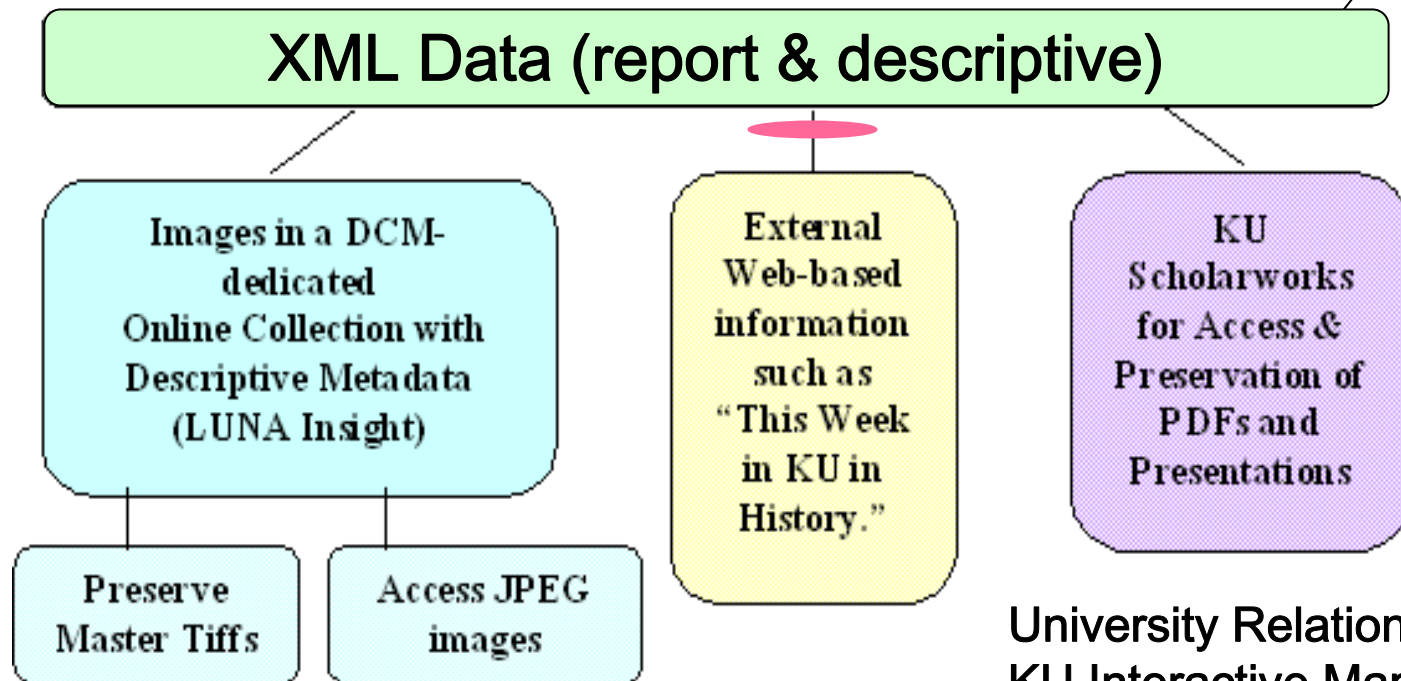 XML Data (report & descriptive)
Images in a DCM-
dedicated
Online Collection with
Descriptive Metadata
(LUNA Insight)
External
Web-based
information
such as
“This Week
in KU in
History.”
KU
Scholarworks
for Access &
Preservation of
PDFs and
Presentations
Preserve
Master Tiffs
Access JPEG
images
University Relation
KU Interactive